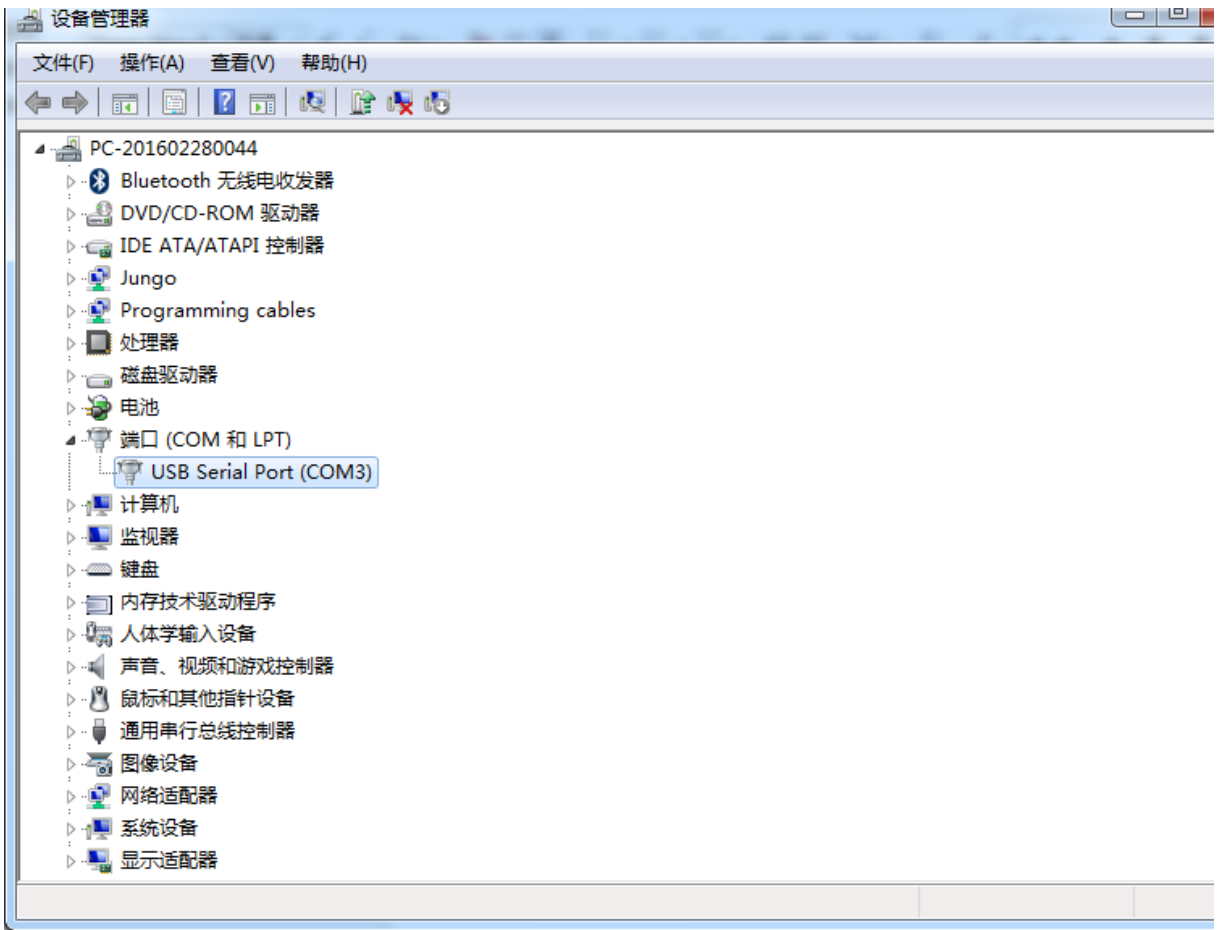 设备管理器
文件(F) 操作(A) 查看(V) 帮助(H)
PC-201602280044
Bluetooth 无线电收发器
DVD/CD-ROM 驱动器
IDE ATA/ATAPI 控制器
Jungo
Programming cables
处理器
磁盘驱动器
电池
端口 (COM 和 LPT)
USB Serial Port (COM3)
计算机
监视器
键盘
内存技术驱动程序
人体学输入设备
声音、视频和游戏控制器
鼠标和其他指针设备
通用串行总线控制器
图像设备
网络适配器
系统设备
显示适配器